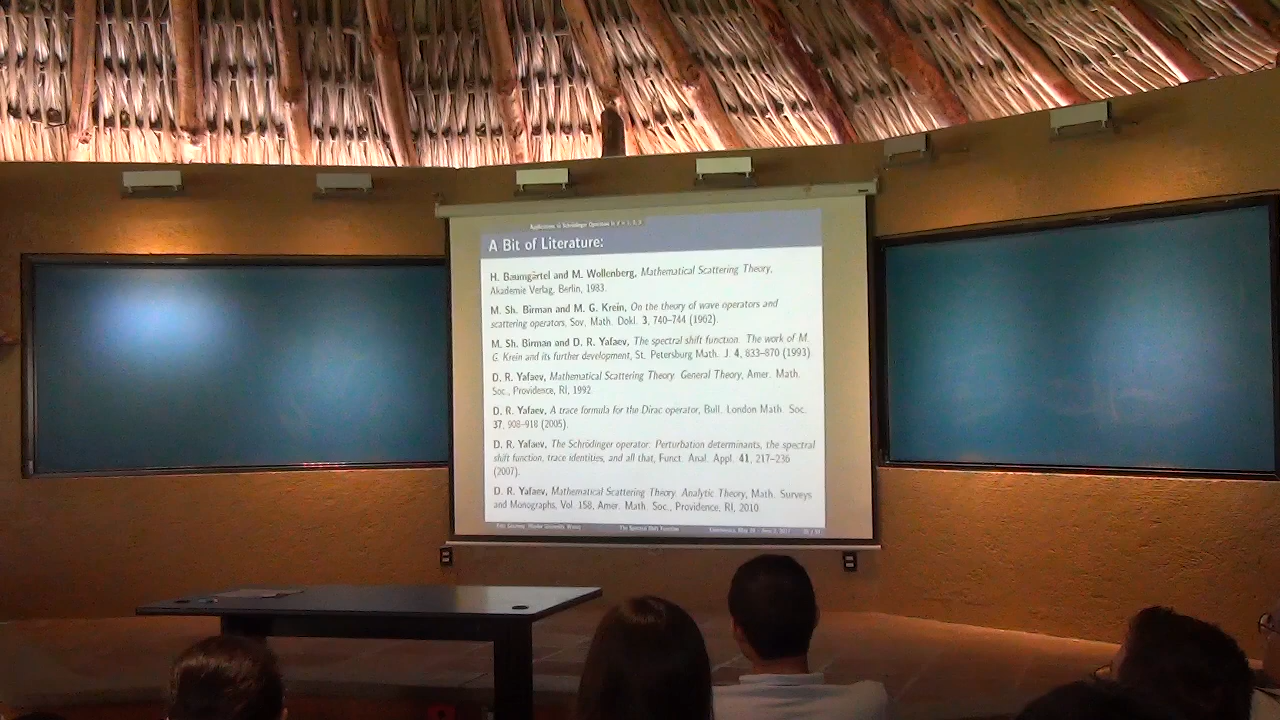 Applications to Schrödinger Operators in
A Bit of Literature:
H. Baumgärtel and M. Wollenberg, Mathematical Scattering Theory,
Akademie Verlag, Berlin, 1983.
M. Sh. Birman and M. G. Krein, On the theory of wave operators and
scattering operators, Sov. Math. Dokl. 3, 740–744 (1962).
M. Sh. Birman and D. R. Yafaev, The spectral shift function. The work of M.
G. Krein and its further development, St. Petersburg Math. J. 4, 833–870 (1993)
D. R. Yafaev, Mathematical Scattering Theory. General Theory, Amer. Math.
Soc., Providence, RI, 1992.
D. R. Yafaev, A trace formula for the Dirac operator, Bull. London Math. Soc.
37, 908–918 (2005).
D. R. Yafaev, The Schrödinger operator: Perturbation determinants, the spectral
shift function, trace identities, and all that, Funct. Anal. Appl. 41, 217–236
(2007).
D. R. Yafaev, Mathematical Scattering Theory. Analytic Theory, Math. Surveys
and Monographs, Vol. 158, Amer. Math. Soc., Providence, RI, 2010.
The Spectral Shift Function